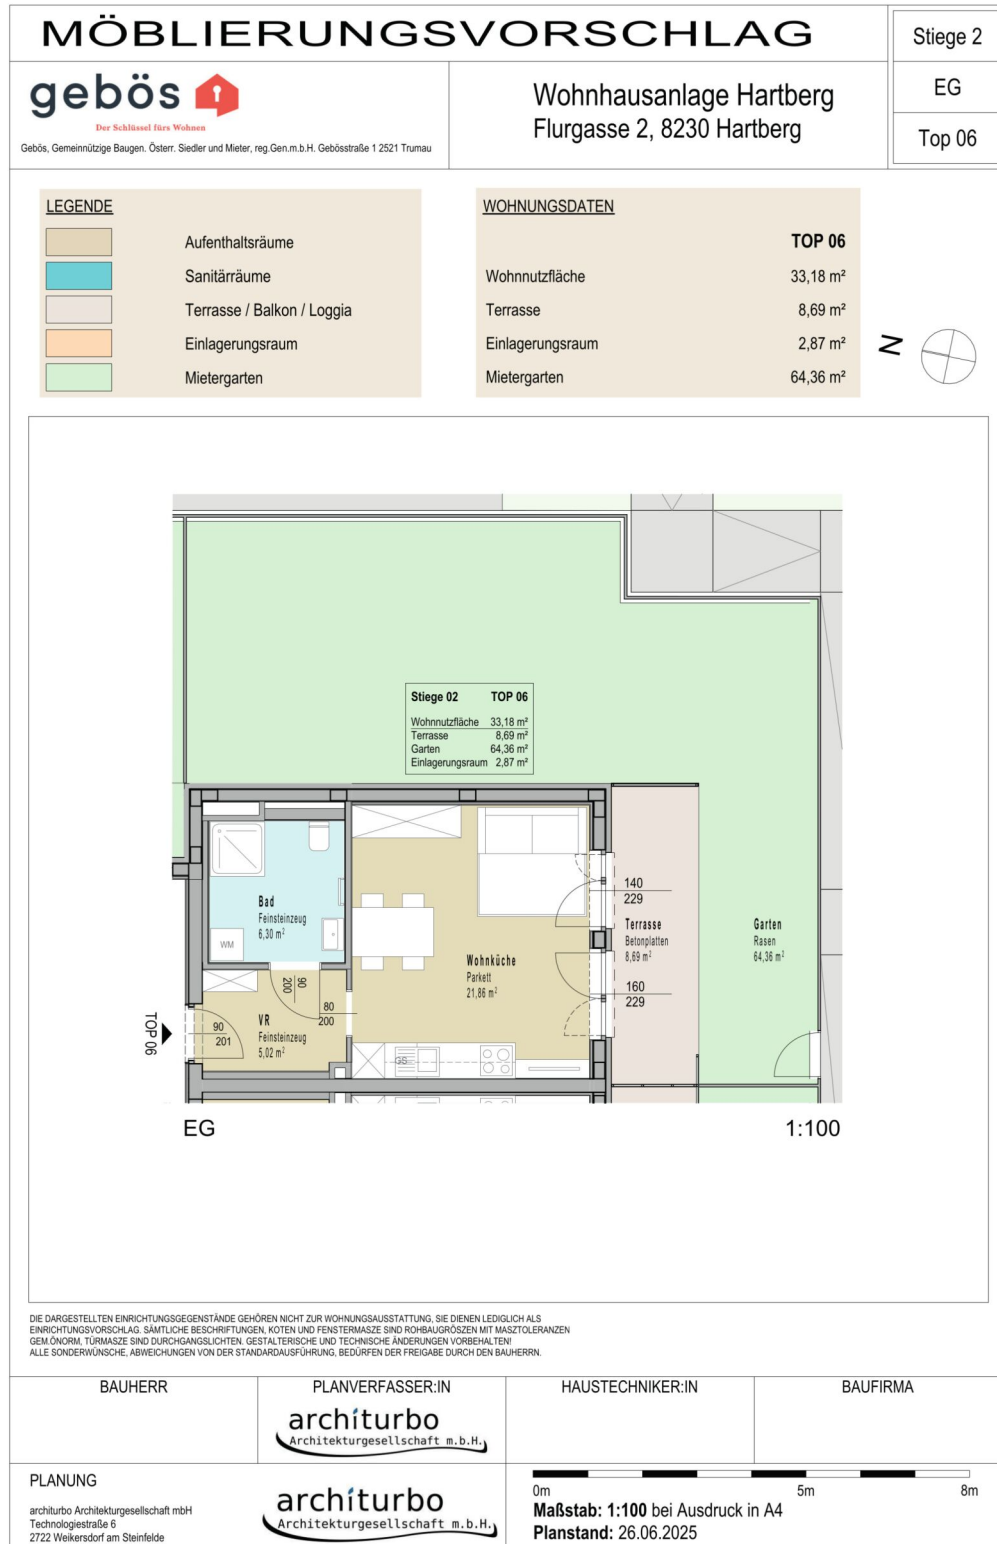 MÖBLIERUNGSVORSCHLAG
Stiege 2
EG
Top 06
gebös
Der Schlüssel fürs Wohnen
Gebös, Gemeinnützige Baugen. Österr. Siedler und Mieter, reg.Gen.m.b.H. Gebösstraße 1 2521 Trumau
Wohnhausanlage Hartberg
Flurgasse 2, 8230 Hartberg
LEGENDE
Aufenthaltsräume
Sanitärräume
Terrasse / Balkon / Loggia
Einlagerungsraum
Mietergarten
WOHNUNGSDATEN
TOP 06
Wohnnutzfläche 33,18 m²
Terrasse 8,69 m²
Einlagerungsraum 2,87 m²
Mietergarten 64,36 m²
N
Stiege 02 TOP 06
Wohnnutzfläche 33,18 m²
Terrasse 8,69 m²
Garten 64,36 m²
Einlagerungsraum 2,87 m²
Bad
Feinsteinzeug
6,30 m²
WM
Wohnküche
Parkett
21,86 m²
140
229
160
229
Terrasse
Betonplatten
8,69 m²
Garten
Rasen
64,36 m²
90
200
80
200
VR
Feinsteinzeug
5,02 m²
90
201
TOP 06
GS
EG
1:100
DIE DARGESTELLTEN EINRICHTUNGSGEGENSTÄNDE GEHÖREN NICHT ZUR WOHNUNGSAUSSTATTUNG, SIE DIENEN LEDIGLICH ALS
EINRICHTUNGSVORSCHLAG. SÄMTLICHE BESCHRIFTUNGEN, KOTEN UND FENSTERMASZE SIND ROHBAUGRÖSZEN MIT MASZTOLERANZEN
GEM.ÖNORM, TÜRMASZE SIND DURCHGANGSLICHTEN. GESTALTERISCHE UND TECHNISCHE ÄNDERUNGEN VORBEHALTEN!
ALLE SONDERWÜNSCHE, ABWEICHUNGEN VON DER STANDARDAUSFÜHRUNG, BEDÜRFEN DER FREIGABE DURCH DEN BAUHERRN.
BAUHERR
PLANVERFASSER:IN
HAUSTECHNIKER:IN
BAUFIRMA
architurbo
Architekturgesellschaft m.b.H.
PLANUNG
architurbo Architekturgesellschaft mbH
Technologiestraße 6
2722 Weikersdorf am Steinfelde
architurbo
Architekturgesellschaft m.b.H.
0m 5m 8m
Maßstab: 1:100 bei Ausdruck in A4
Planstand: 26.06.2025